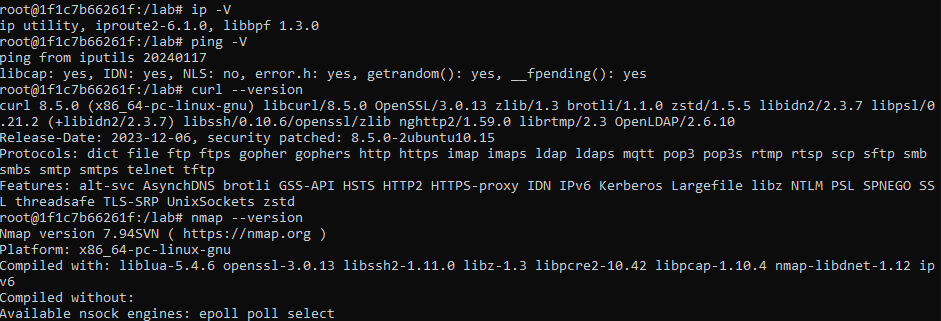 root@1f1c7b66261f:/lab# ip -V
ip utility, iproute2-6.1.0, libbpf 1.3.0
root@1f1c7b66261f:/lab# ping -V
ping from iputils 20240117
libcap: yes, IDN: yes, NLS: no, error.h: yes, getrandom(): yes, __fpending(): yes
root@1f1c7b66261f:/lab# curl --version
curl 8.5.0 (x86_64-pc-linux-gnu) libcurl/8.5.0 OpenSSL/3.0.13 zlib/1.3 brotli/1.1.0 zstd/1.5.5 libidn2/2.3.7 libpsl/0
.21.2 (+libidn2/2.3.7) libssh/0.10.6/openssl/zlib nghttp2/1.59.0 librtmp/2.3 OpenLDAP/2.6.10
Release-Date: 2023-12-06, security patched: 8.5.0-2ubuntu10.15
Protocols: dict file ftp ftps gopher gophers http https imap imaps ldap ldaps mqtt pop3 pop3s rtmp rtsp scp sftp smb
smbs smtp smtps telnet tftp
Features: alt-svc AsynchDNS brotli GSS-API HSTS HTTP2 HTTPS-proxy IDN IPv6 Kerberos Largefile libz NTLM PSL SPNEGO SS
L threadsafe TLS-SRP UnixSockets zstd
root@1f1c7b66261f:/lab# nmap --version
Nmap version 7.94SVN ( https://nmap.org )
Platform: x86_64-pc-linux-gnu
Compiled with: liblua-5.4.6 openssl-3.0.13 libssh2-1.11.0 libz-1.3 libpcre2-10.42 libpcap-1.10.4 nmap-libdnet-1.12 ip
v6
Compiled without:
Available nsock engines: epoll poll select